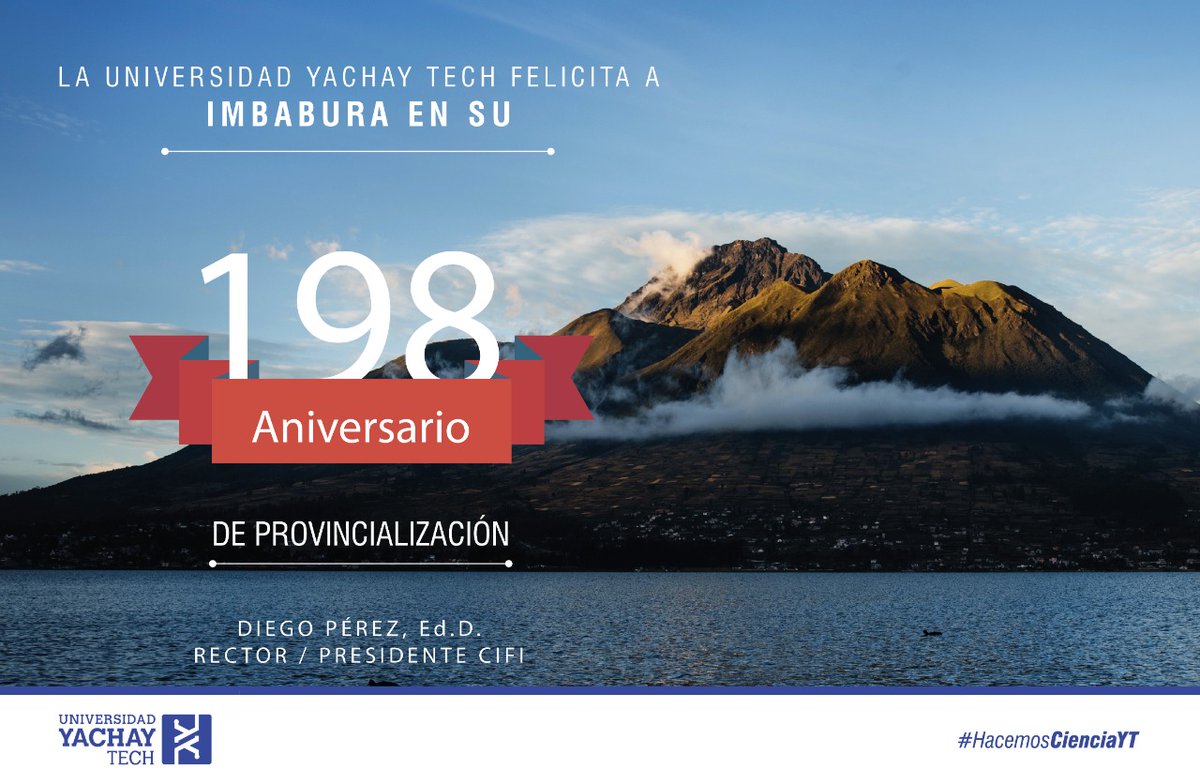 LA UNIVERSIDAD YACHAY TECH FELICITA A
IMBABURA EN SU
198
Aniversario
DE PROVINCIALIZACIÓN
DIEGO PÉREZ, Ed.D.
RECTOR / PRESIDENTE CIFI
UNIVERSIDAD
YACHAY
TECH
#HacemosCienciaYT